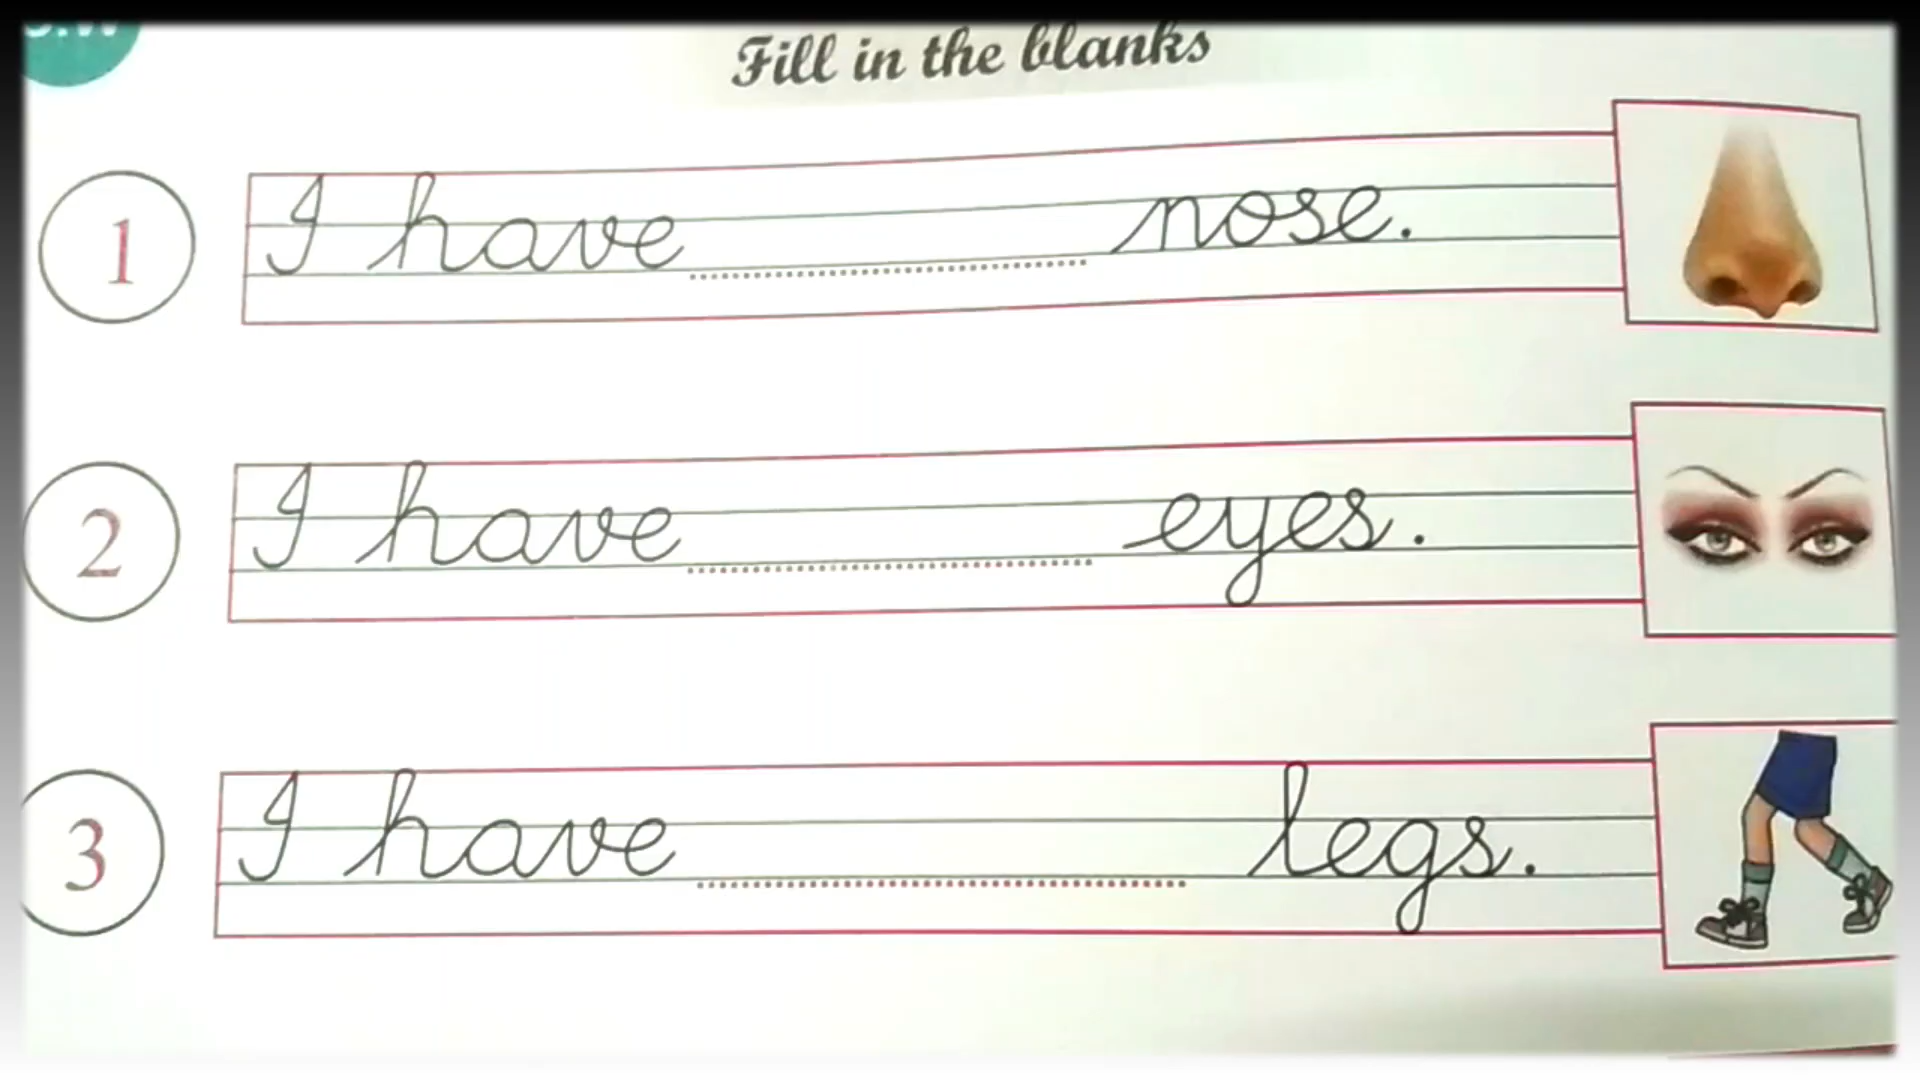 Fill in the blanks
1 I have .................... nose.
2 I have .................... eyes.
3 I have .................... legs.